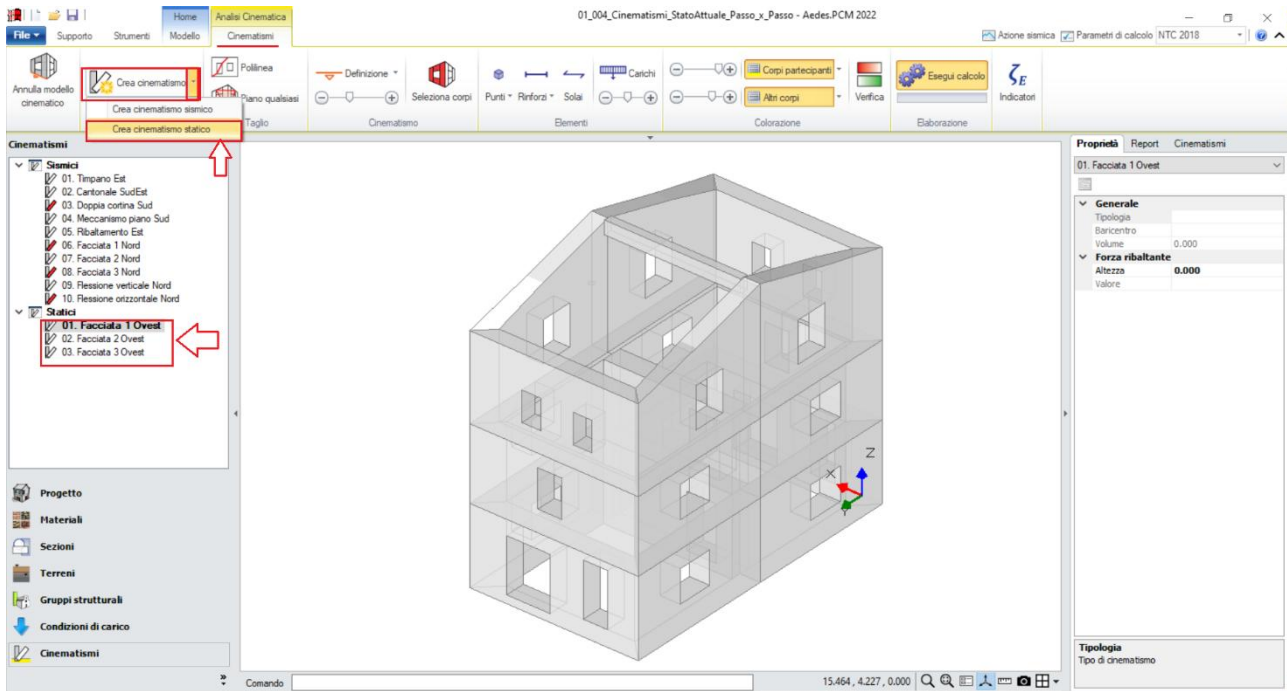 Home
Analisi Cinematica
01_004_Cinematismi_StatoAttuale_Passo_x_Passo - Aedes.PCM 2022
File
Supporto
Strumenti
Modello
Cinematismi
Azione sismica
Parametri di calcolo
NTC 2018
Annulla modello
cinematico
Crea cinematismo
Crea cinematismo sismico
Crea cinematismo statico
Polilinea
Piano qualsiasi
Taglio
Definizione
Seleziona corpi
Cinematismo
Punti
Rinforzi
Solai
Carichi
Elementi
Corpi partecipanti
Altri corpi
Verifica
Colorazione
Esegui calcolo
Elaborazione
ζE
Indicatori
Cinematismi
Sismici
01. Timpano Est
02. Cantonale SudEst
03. Doppia cortina Sud
04. Meccanismo piano Sud
05. Ribaltamento Est
06. Facciata 1 Nord
07. Facciata 2 Nord
08. Facciata 3 Nord
09. Flessione verticale Nord
10. Flessione orizzontale Nord
Statici
01. Facciata 1 Ovest
02. Facciata 2 Ovest
03. Facciata 3 Ovest
Progetto
Materiali
Sezioni
Terreni
Gruppi strutturali
Condizioni di carico
Cinematismi
Z
X
Y
Proprietà
Report
Cinematismi
01. Facciata 1 Ovest
Generale
Tipologia
Baricentro
Volume 0.000
Forza ribaltante
Altezza 0.000
Valore
Tipologia
Tipo di cinematismo
Comando
15.464 , 4.227 , 0.000